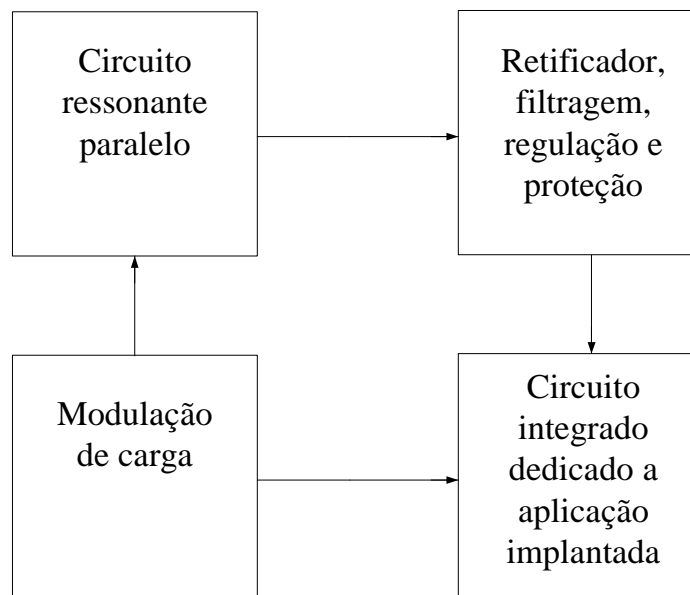 Circuito
ressonante
paralelo
Retificador,
filtragem,
regulação e
proteção
Modulação
de carga
Circuito
integrado
dedicado a
aplicação
implantada